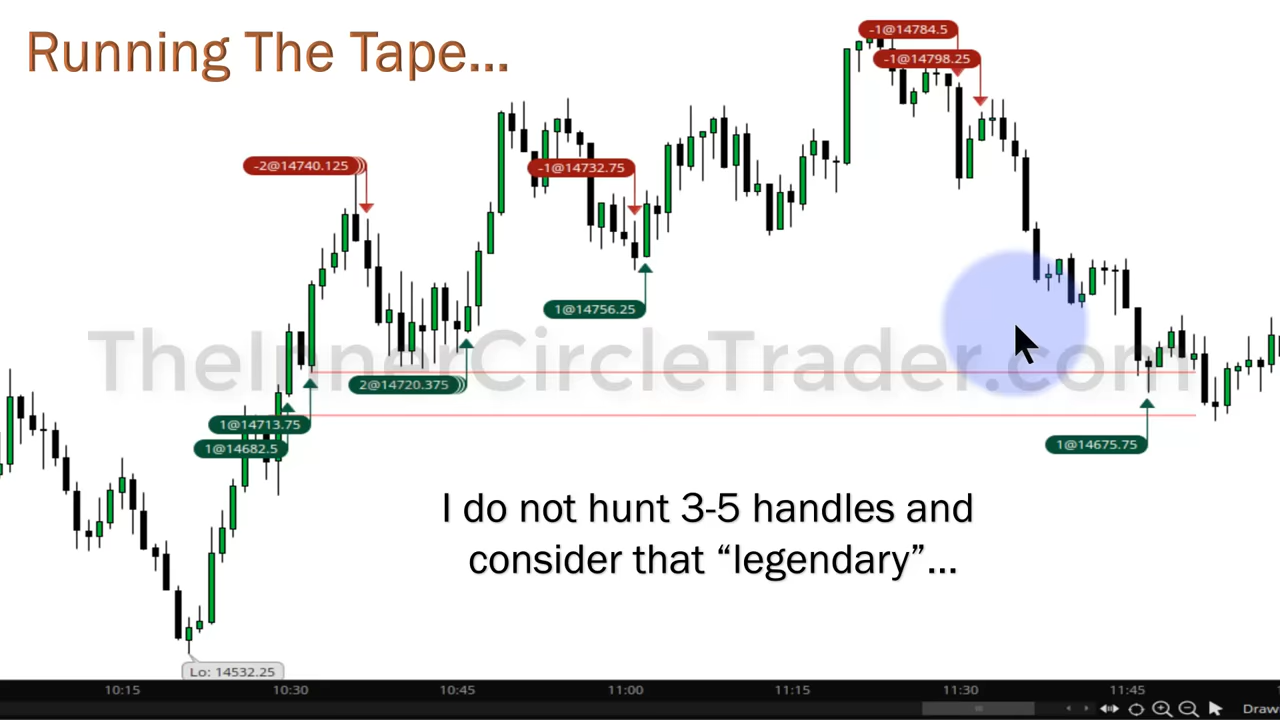 Running The Tape...
-1@14784.5
-1@14798.25
-2@14740.125
-1@14732.75
1@14756.25
TheInnerCircleTrader.com
2@14720.375
1@14713.75
1@14682.5
1@14675.75
I do not hunt 3-5 handles and
consider that “legendary”...
Lo: 14532.25
10:15 10:30 10:45 11:00 11:15 11:30 11:45
Draw